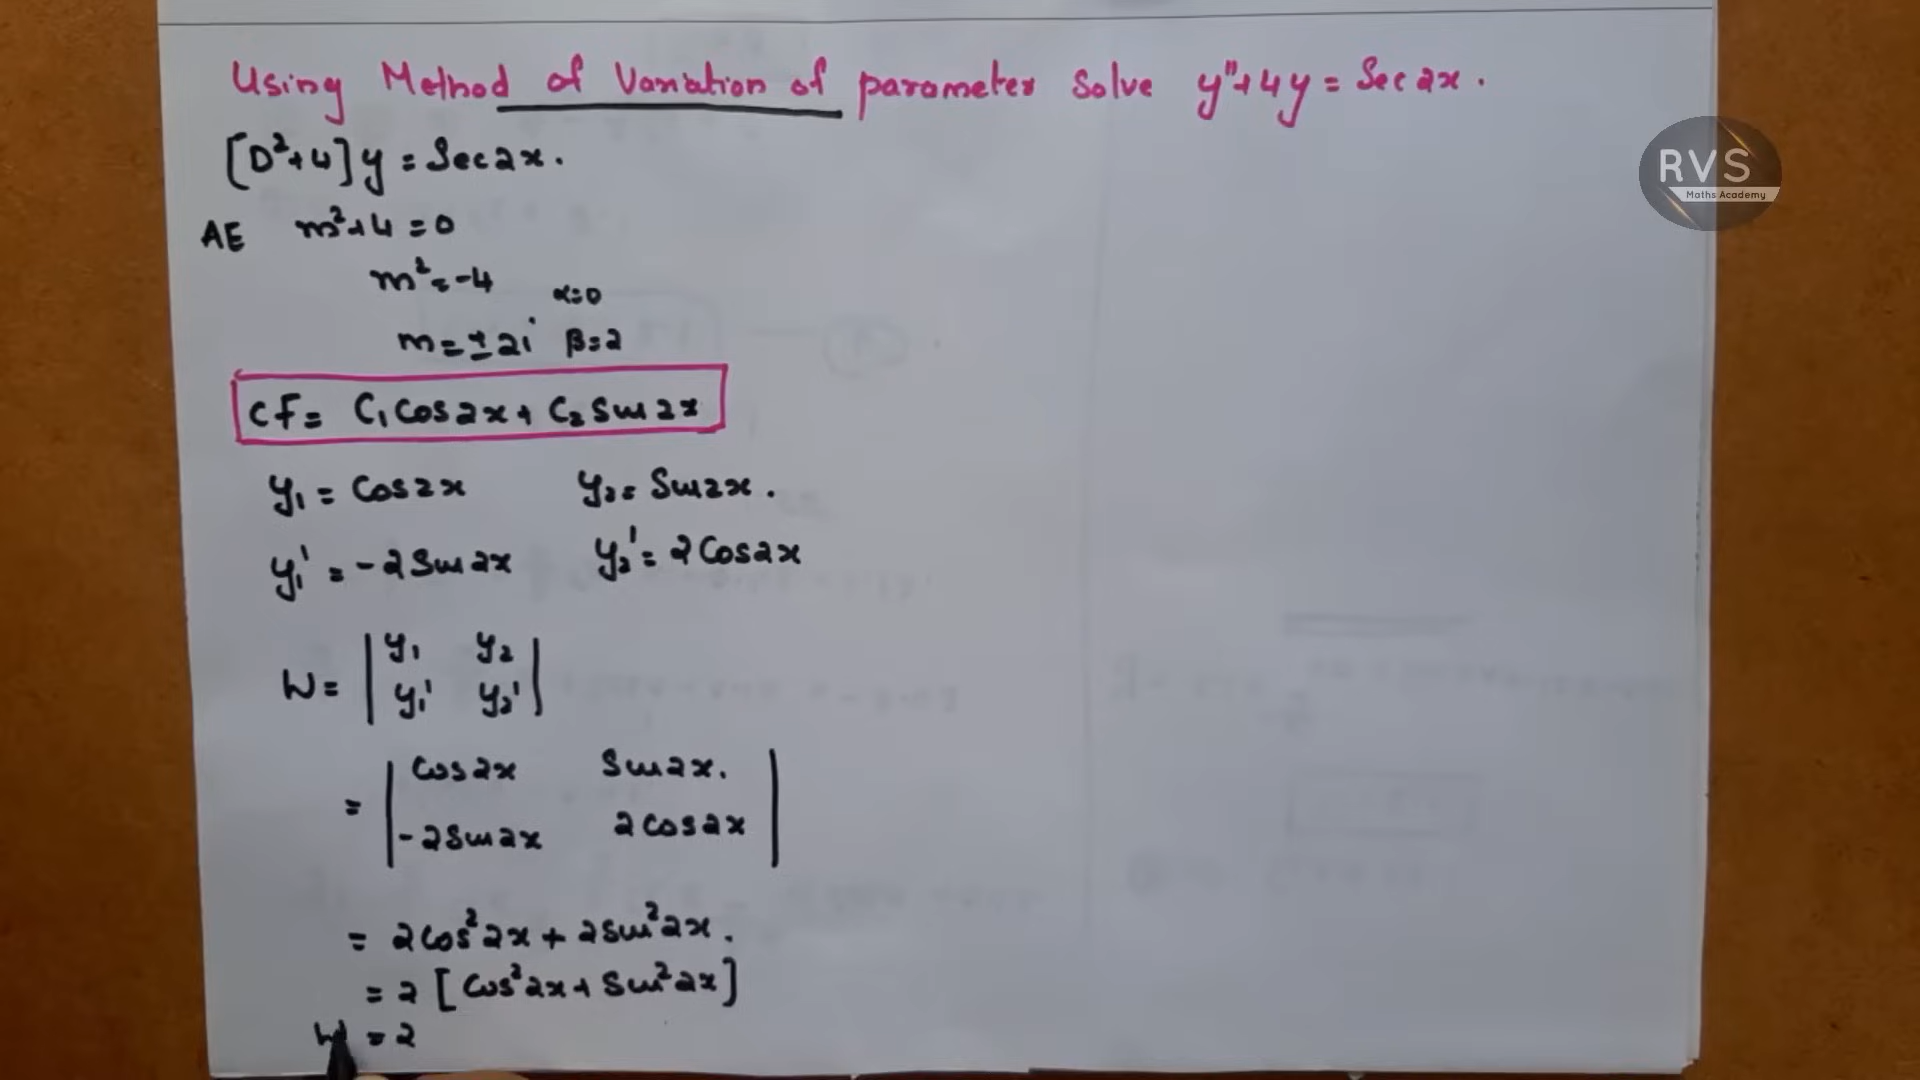 Using Method of Variation of parameter Solve y"+4y = Sec2x.
[D²+4]y = Sec2x.
AE m²+4=0
m²=-4 α=0
m=±2i β=2
CF= C₁Cos2x + C₂Sin2x
y₁ = Cos2x y₂= Sin2x.
y₁' = -2Sin2x y₂'= 2Cos2x
W= | y₁ y₂ |
| y₁' y₂' |
= | Cos2x Sin2x. |
| -2Sin2x 2Cos2x |
= 2Cos²2x + 2Sin²2x.
= 2 [Cos²2x + Sin²2x]
W = 2
RVS
Maths Academy